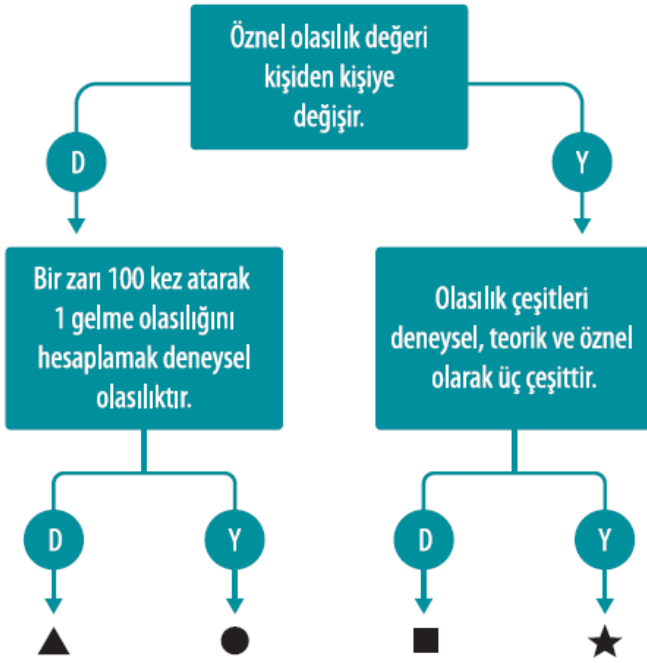 Öznel olasılık değeri
kişiden kişiye
değişir.
D
Y
Bir zarı 100 kez atarak
1 gelme olasılığını
hesaplamak deneysel
olasılıktır.
Olasılık çeşitleri
deneysel, teorik ve öznel
olarak üç çeşittir.
D
Y
D
Y